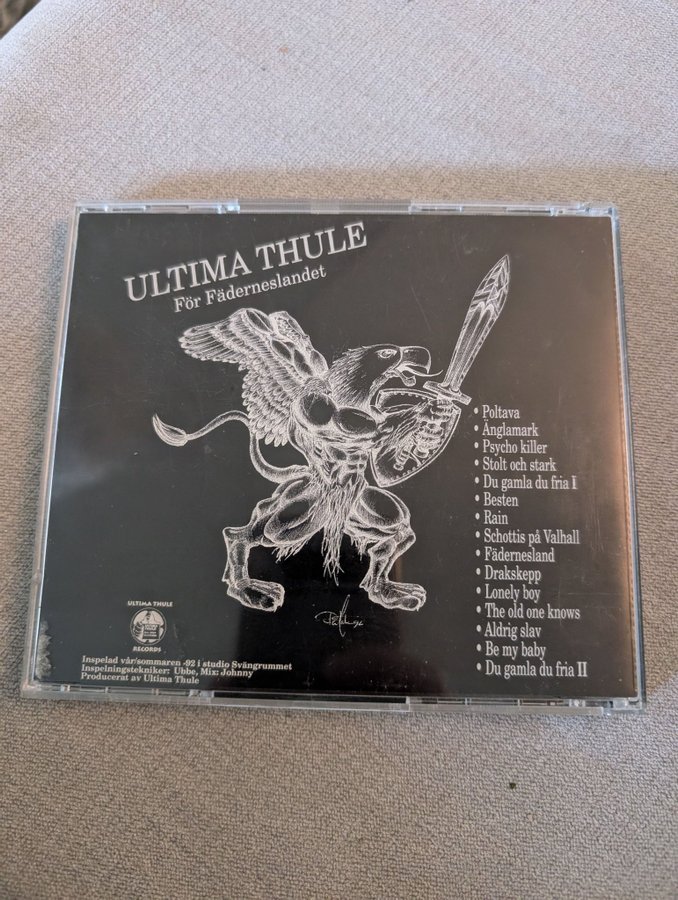 ULTIMA THULE
För Fäderneslandet
• Poltava
• Änglamark
• Psycho killer
• Stolt och stark
• Du gamla du fria I
• Besten
• Rain
• Schottis på Valhall
• Fädernesland
• Drakskepp
• Lonely boy
• The old one knows
• Aldrig slav
• Be my baby
• Du gamla du fria II
ULTIMA THULE
RECORDS
Inspelad vår/sommaren -92 i studio Svängrummet
Inspelningstekniker: Ubbe, Mix: Johnny
Producerat av Ultima Thule